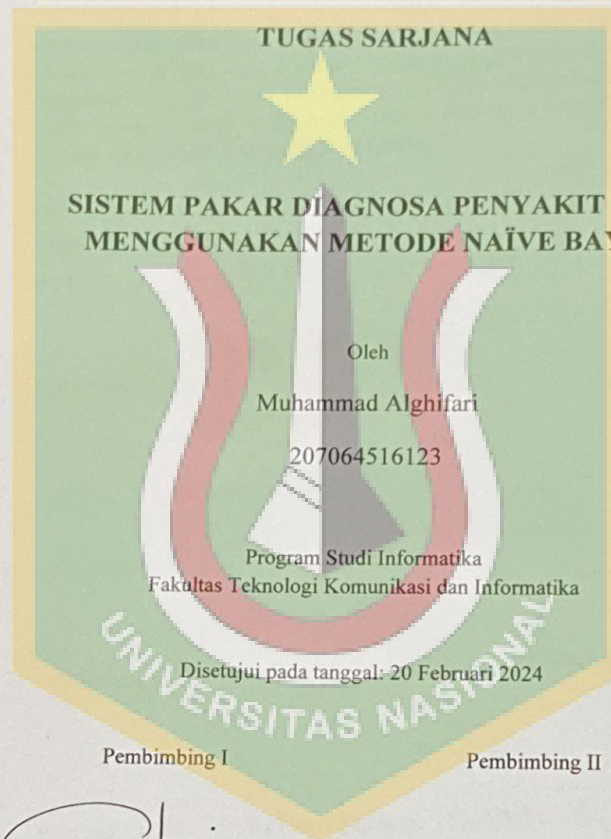 TUGAS SARJANA
SISTEM PAKAR DIAGNOSA PENYAKIT
MENGGUNAKAN METODE NAÏVE
Oleh
Muhammad Alghifari
207064516123
Program Studi Informatika
Fakultas Teknologi Komunikasi dan Informatika
Disetujui pada tanggal: 20 Februari 2024
UNIVERSITAS NASIONAL
Pembimbing I Pembimbing II